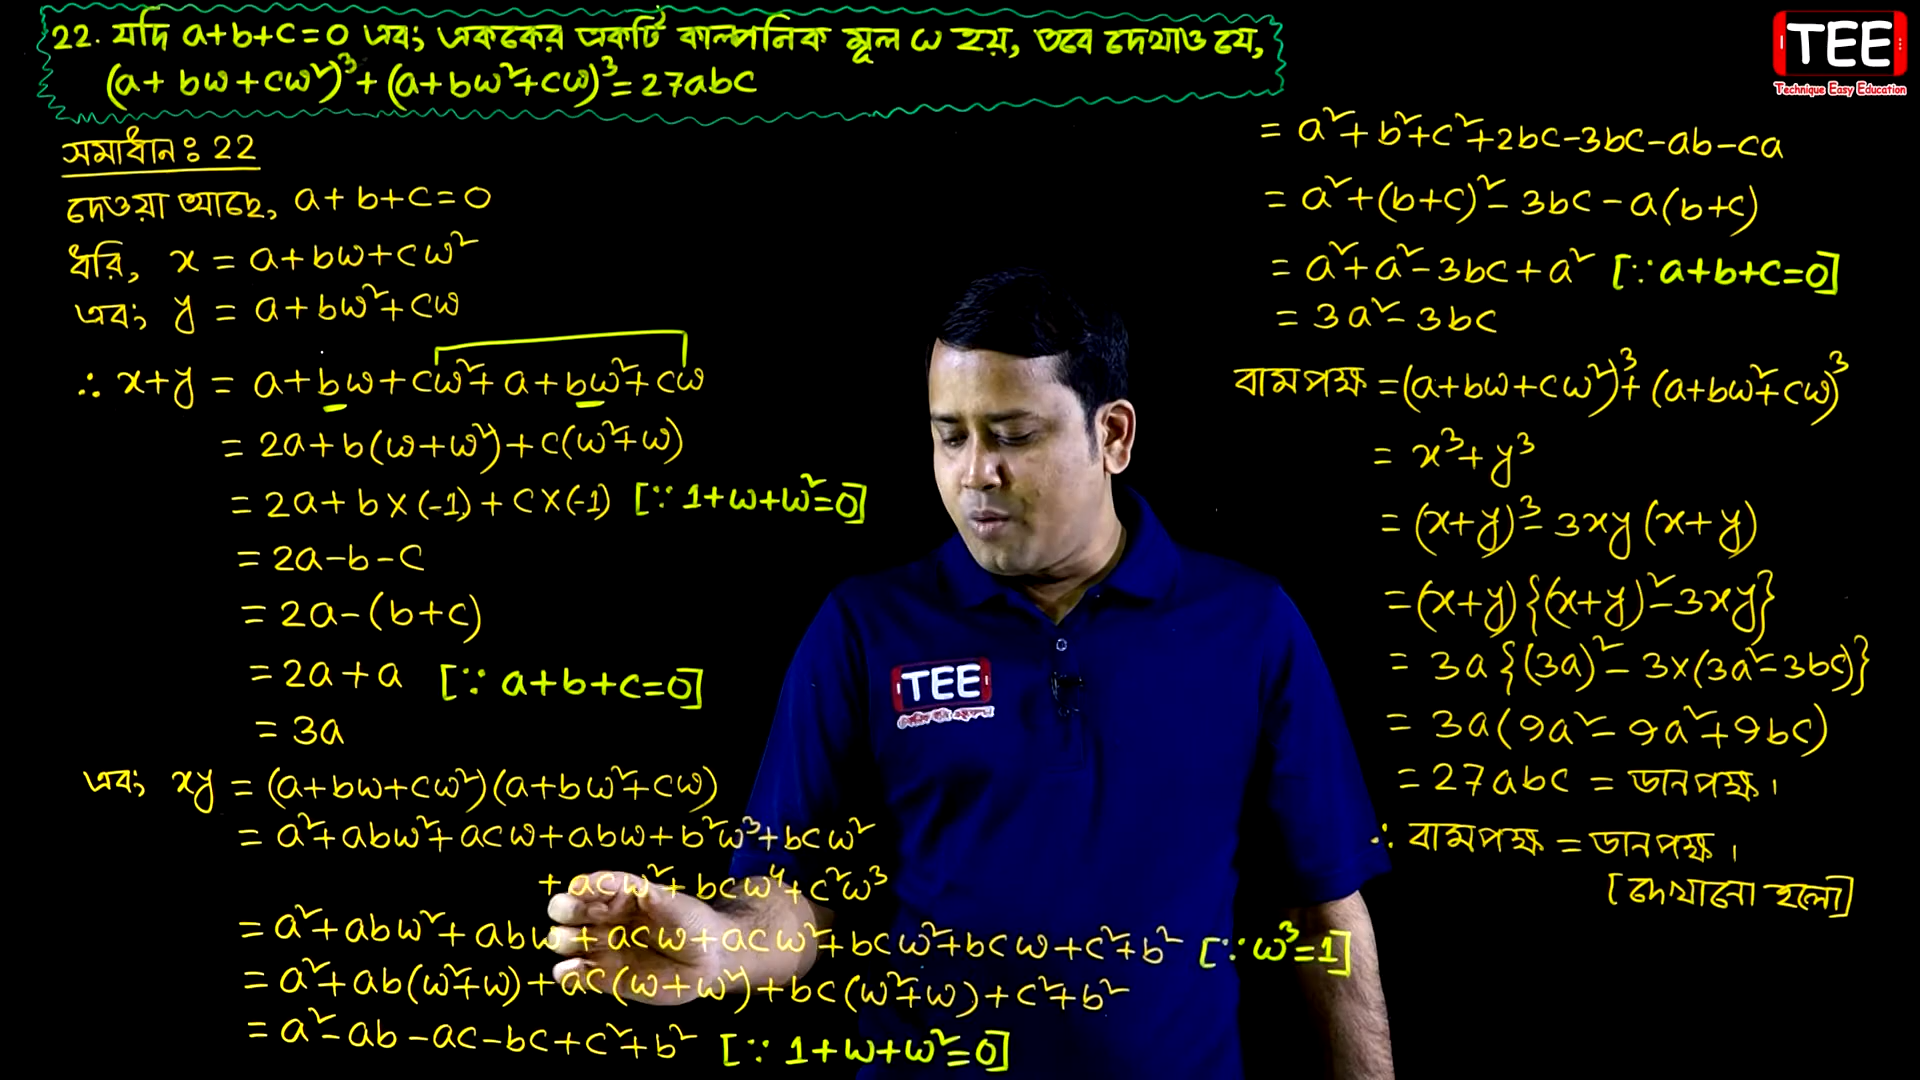 22. যদি a+b+c=0 এবং এককের একটি কাল্পনিক মূল ω হয়, তবে দেখাও যে,
(a+ bω+cω²)³+(a+bω²+cω)³=27abc
সমাধান: 22
দেওয়া আছে, a+b+c=0
ধরি, x = a+bω+cω²
এবং y = a+bω²+cω
∴ x+y = a+bω+cω²+a+bω²+cω
= 2a+b(ω+ω²)+c(ω²+ω)
= 2a+b×(-1)+c×(-1) [∵ 1+ω+ω²=0]
= 2a-b-c
= 2a-(b+c)
= 2a+a [∵ a+b+c=0]
= 3a
এবং xy = (a+bω+cω²)(a+bω²+cω)
= a²+abω²+acω+abω+b²ω³+bcω²
+acω²+bcω⁴+c²ω³
= a²+abω²+abω+acω+acω²+bcω²+bcω+c²+b² [∵ ω³=1]
= a²+ab(ω²+ω)+ac(ω+ω²)+bc(ω²+ω)+c²+b²
= a²-ab-ac-bc+c²+b² [∵ 1+ω+ω²=0]
= a²+b²+c²+2bc-3bc-ab-ca
= a²+(b+c)²-3bc-a(b+c)
= a²+a²-3bc+a² [∵ a+b+c=0]
= 3a²-3bc
বামপক্ষ =(a+bω+cω²)³+(a+bω²+cω)³
= x³+y³
= (x+y)³-3xy(x+y)
=(x+y){(x+y)²-3xy}
= 3a{(3a)²-3×(3a²-3bc)}
= 3a(9a²-9a²+9bc)
= 27abc = ডানপক্ষ।
∴ বামপক্ষ = ডানপক্ষ।
[দেখানো হলো]
TEE
Technique Easy Education
TEE